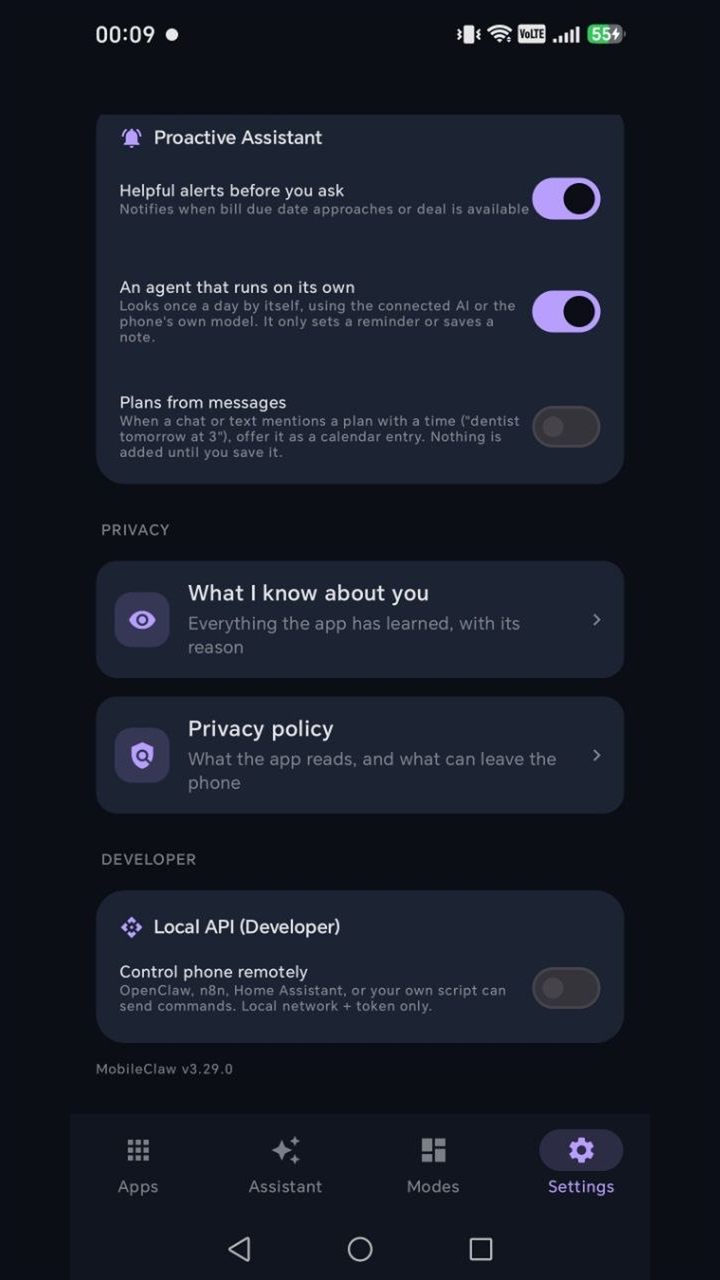 00:09
VoLTE
55
Proactive Assistant
Helpful alerts before you ask
Notifies when bill due date approaches or deal is available
An agent that runs on its own
Looks once a day by itself, using the connected AI or the
phone's own model. It only sets a reminder or saves a
note.
Plans from messages
When a chat or text mentions a plan with a time ("dentist
tomorrow at 3"), offer it as a calendar entry. Nothing is
added until you save it.
PRIVACY
What I know about you
Everything the app has learned, with its
reason
Privacy policy
What the app reads, and what can leave the
phone
DEVELOPER
Local API (Developer)
Control phone remotely
OpenClaw, n8n, Home Assistant, or your own script can
send commands. Local network + token only.
MobileClaw v3.29.0
Apps
Assistant
Modes
Settings